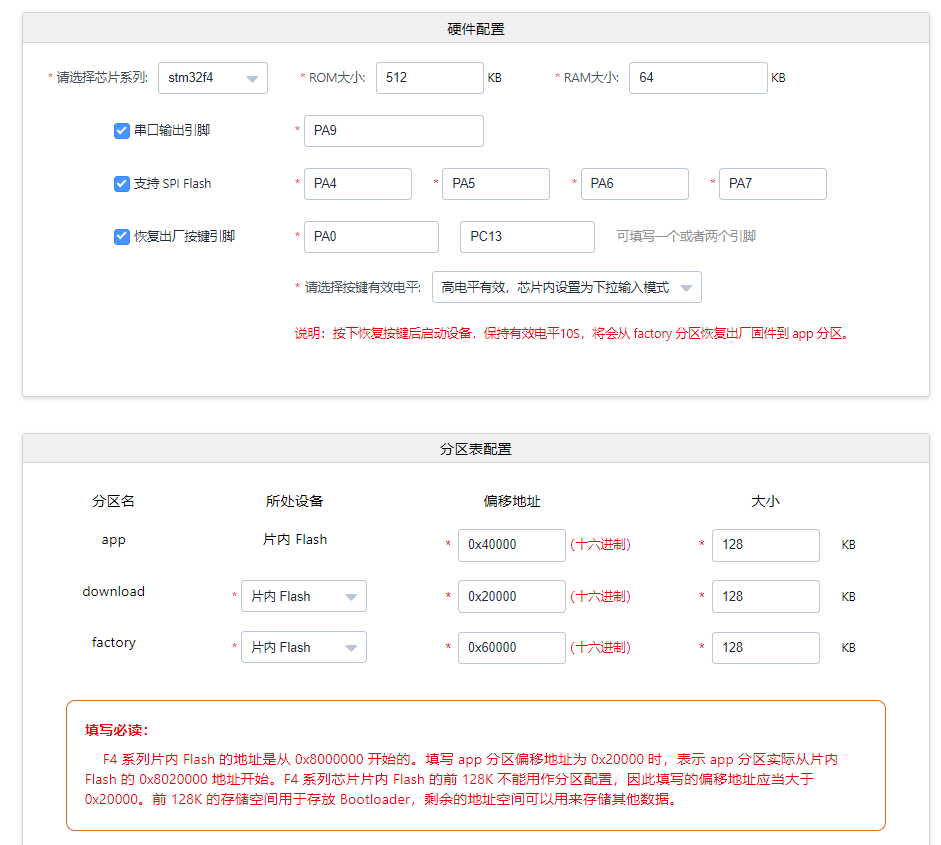 硬件配置
* 请选择芯片系列: stm32f4 * ROM大小: 512 KB * RAM大小: 64 KB
串口输出引脚 * PA9
支持 SPI Flash * PA4 * PA5 * PA6 * PA7
恢复出厂按键引脚 * PA0 PC13 可填写一个或者两个引脚
* 请选择按键有效电平: 高电平有效，芯片内设置为下拉输入模式
说明：按下恢复按键后启动设备，保持有效电平10S，将会从 factory 分区恢复出厂固件到 app 分区。
分区表配置
分区名 所处设备 偏移地址 大小
app 片内 Flash * 0x40000 (十六进制) * 128 KB
download * 片内 Flash * 0x20000 (十六进制) * 128 KB
factory * 片内 Flash * 0x60000 (十六进制) * 128 KB
填写必读：
F4 系列片内 Flash 的地址是从 0x8000000 开始的。填写 app 分区偏移地址为 0x20000 时，表示 app 分区实际从片内
Flash 的 0x8020000 地址开始。F4 系列芯片片内 Flash 的前 128K 不能用作分区配置，因此填写的偏移地址应当大于
0x20000。前 128K 的存储空间用于存放 Bootloader，剩余的地址空间可以用来存储其他数据。